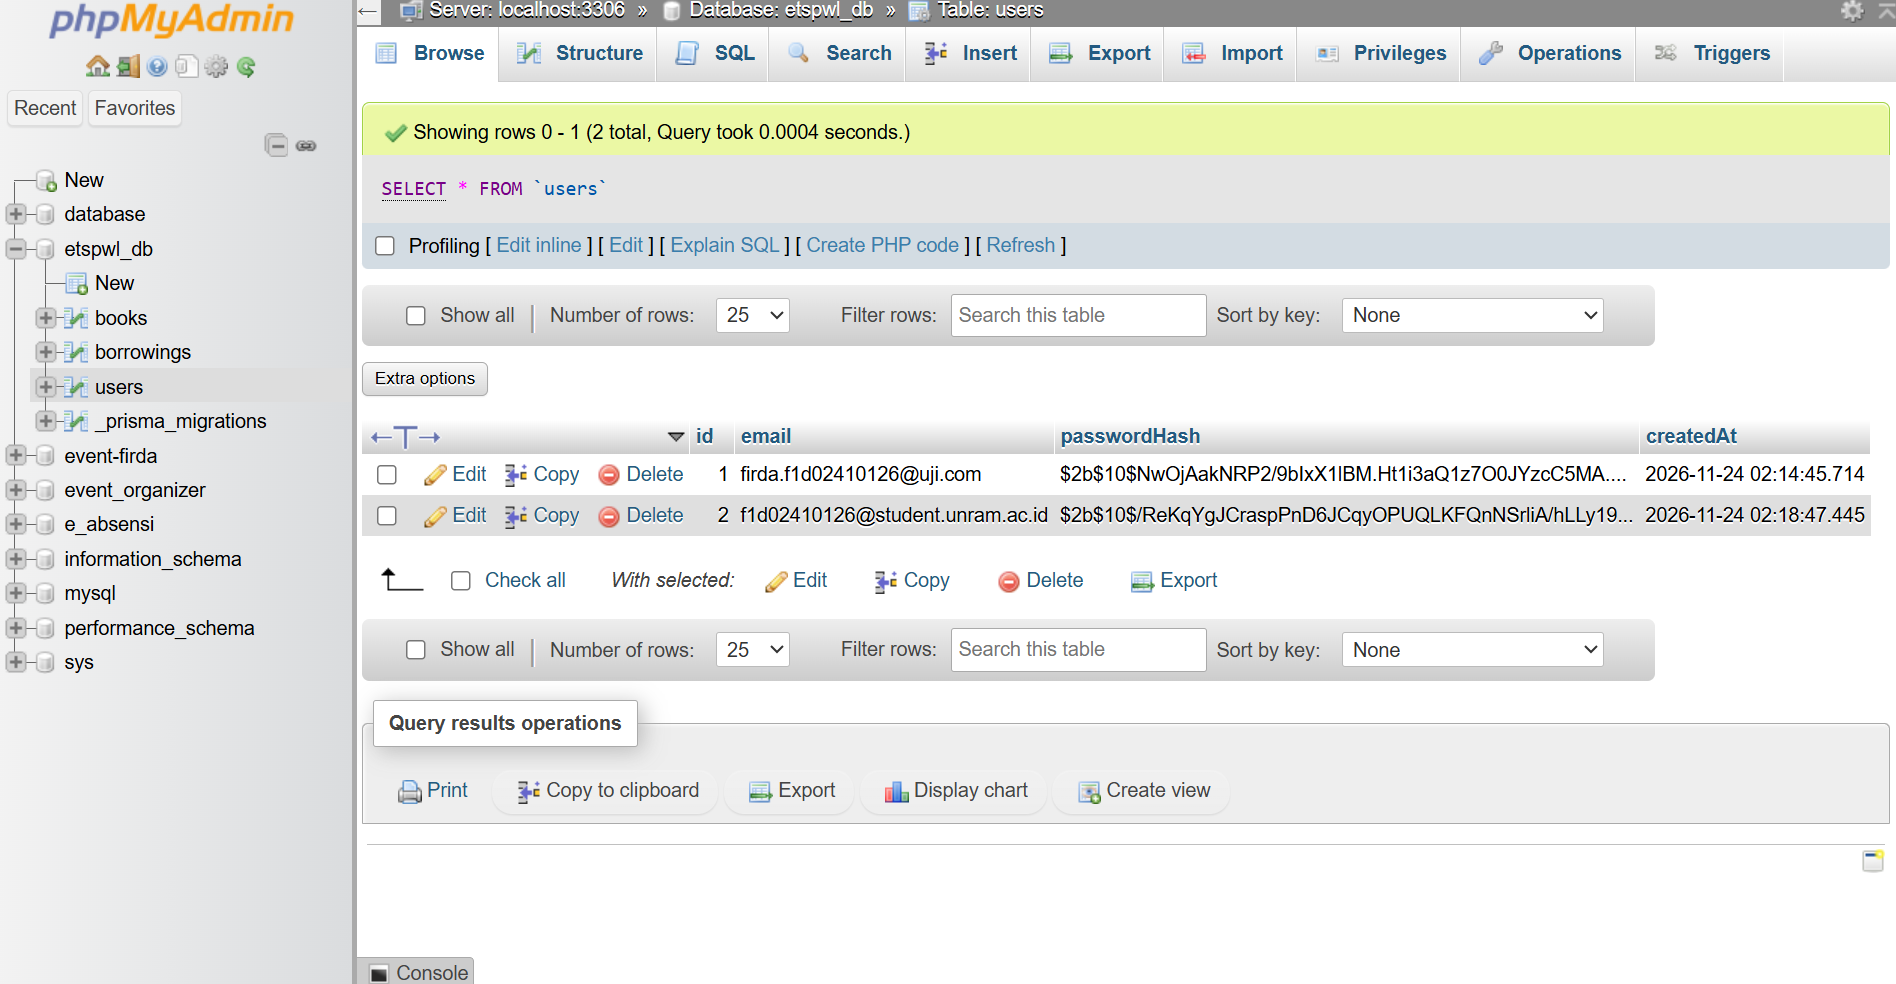 phpMyAdmin
Recent Favorites
New
database
etspwl_db
New
books
borrowings
users
_prisma_migrations
event-firda
event_organizer
e_absensi
information_schema
mysql
performance_schema
sys
Server: localhost:3306 » Database: etspwl_db » Table: users
Browse Structure SQL Search Insert Export Import Privileges Operations Triggers
Showing rows 0 - 1 (2 total, Query took 0.0004 seconds.)
SELECT * FROM `users`
Profiling [ Edit inline ] [ Edit ] [ Explain SQL ] [ Create PHP code ] [ Refresh ]
Show all | Number of rows: 25 Filter rows: Search this table Sort by key: None
Extra options
←T→ id email passwordHash createdAt
Edit Copy Delete 1 firda.f1d02410126@uji.com $2b$10$NwOjAakNRP2/9bIxX1lBM.Ht1i3aQ1z7O0JYzcC5MA.... 2026-11-24 02:14:45.714
Edit Copy Delete 2 f1d02410126@student.unram.ac.id $2b$10$/ReKqYgJCraspPnD6JCqyOPUQLKFQnNSrliA/hLLy19... 2026-11-24 02:18:47.445
Check all With selected: Edit Copy Delete Export
Show all | Number of rows: 25 Filter rows: Search this table Sort by key: None
Query results operations
Print Copy to clipboard Export Display chart Create view
Console